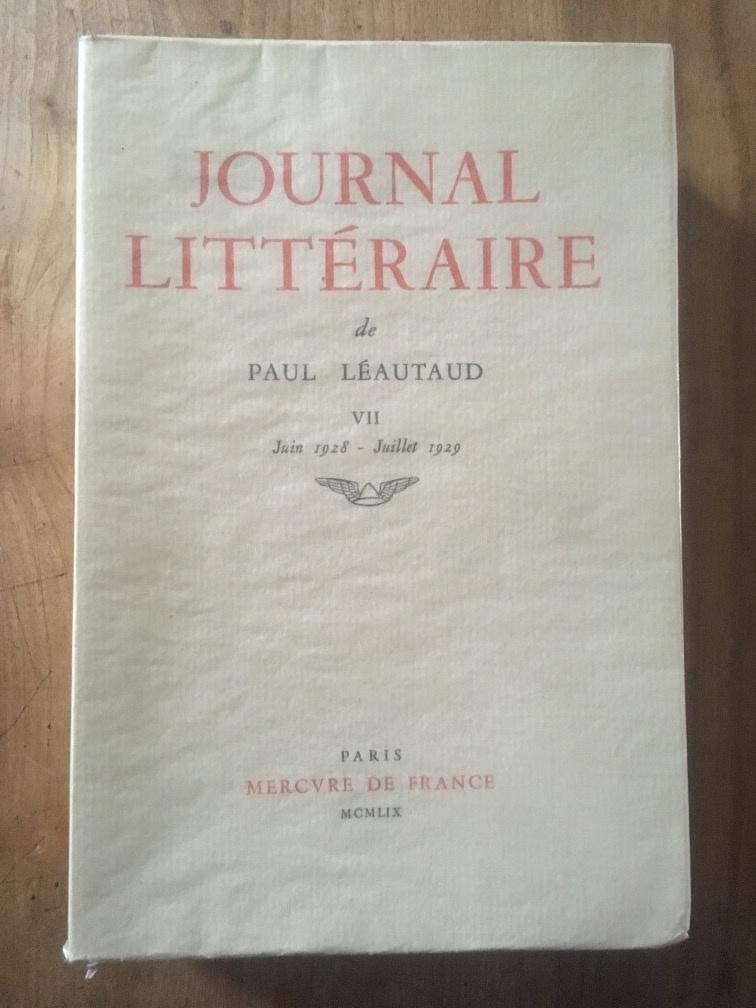 JOURNAL
LITTÉRAIRE
de
PAUL LÉAUTAUD
VII
Juin 1928 - Juillet 1929
PARIS
MERCVRE DE FRANCE
MCMLIX